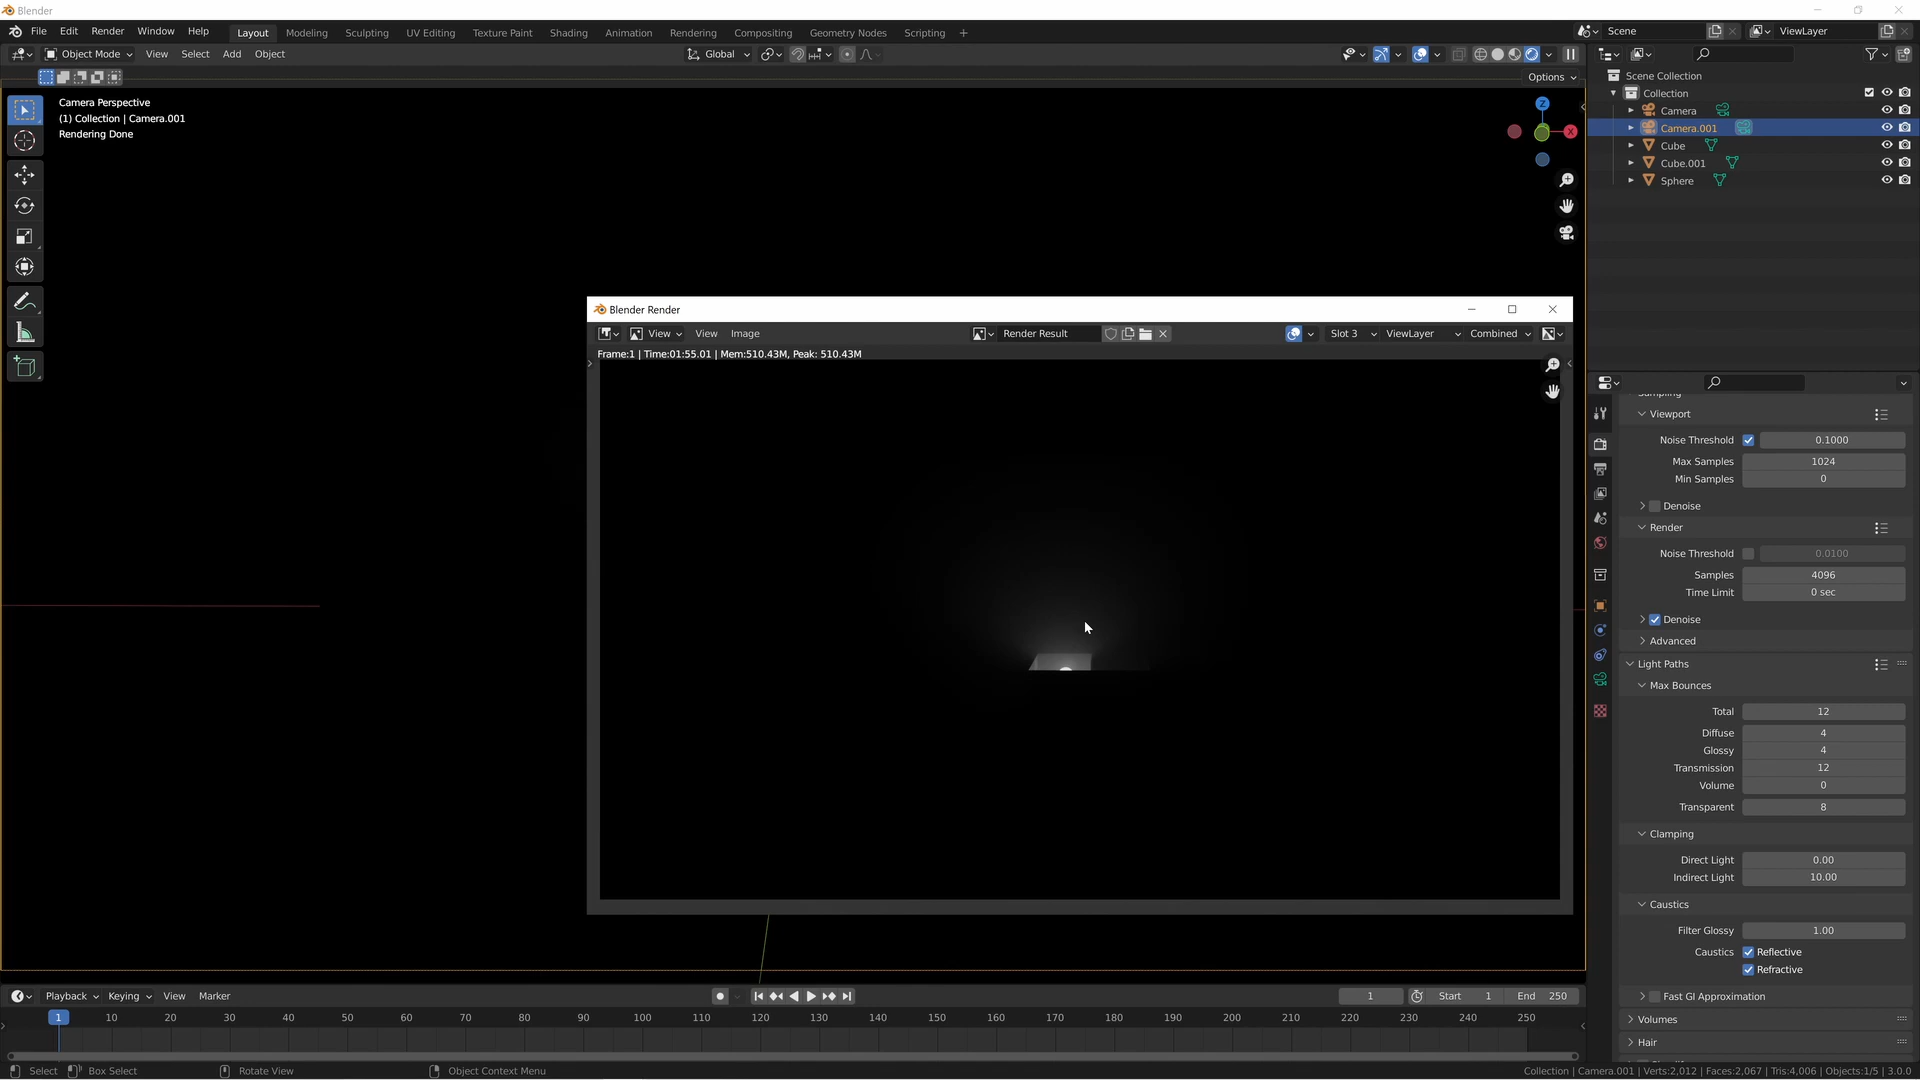 Blender
File Edit Render Window Help Layout Modeling Sculpting UV Editing Texture Paint Shading Animation Rendering Compositing Geometry Nodes Scripting + Scene ViewLayer
Object Mode View Select Add Object Global
Options
Camera Perspective
(1) Collection | Camera.001
Rendering Done
Z
X
Scene Collection
Collection
Camera
Camera.001
Cube
Cube.001
Sphere
Blender Render
View View Image Render Result Slot 3 ViewLayer Combined
Frame:1 | Time:01:55.01 | Mem:510.43M, Peak: 510.43M
Sampling
Viewport
Noise Threshold 0.1000
Max Samples 1024
Min Samples 0
Denoise
Render
Noise Threshold 0.0100
Samples 4096
Time Limit 0 sec
Denoise
Advanced
Light Paths
Max Bounces
Total 12
Diffuse 4
Glossy 4
Transmission 12
Volume 0
Transparent 8
Clamping
Direct Light 0.00
Indirect Light 10.00
Caustics
Filter Glossy 1.00
Caustics Reflective
Refractive
Fast GI Approximation
Volumes
Hair
Playback Keying View Marker 1 Start 1 End 250
1 10 20 30 40 50 60 70 80 90 100 110 120 130 140 150 160 170 180 190 200 210 220 230 240 250
Select Box Select Rotate View Object Context Menu Collection | Camera.001 | Verts:2,012 | Faces:2,067 | Tris:4,006 | Objects:1/5 | 3.0.0